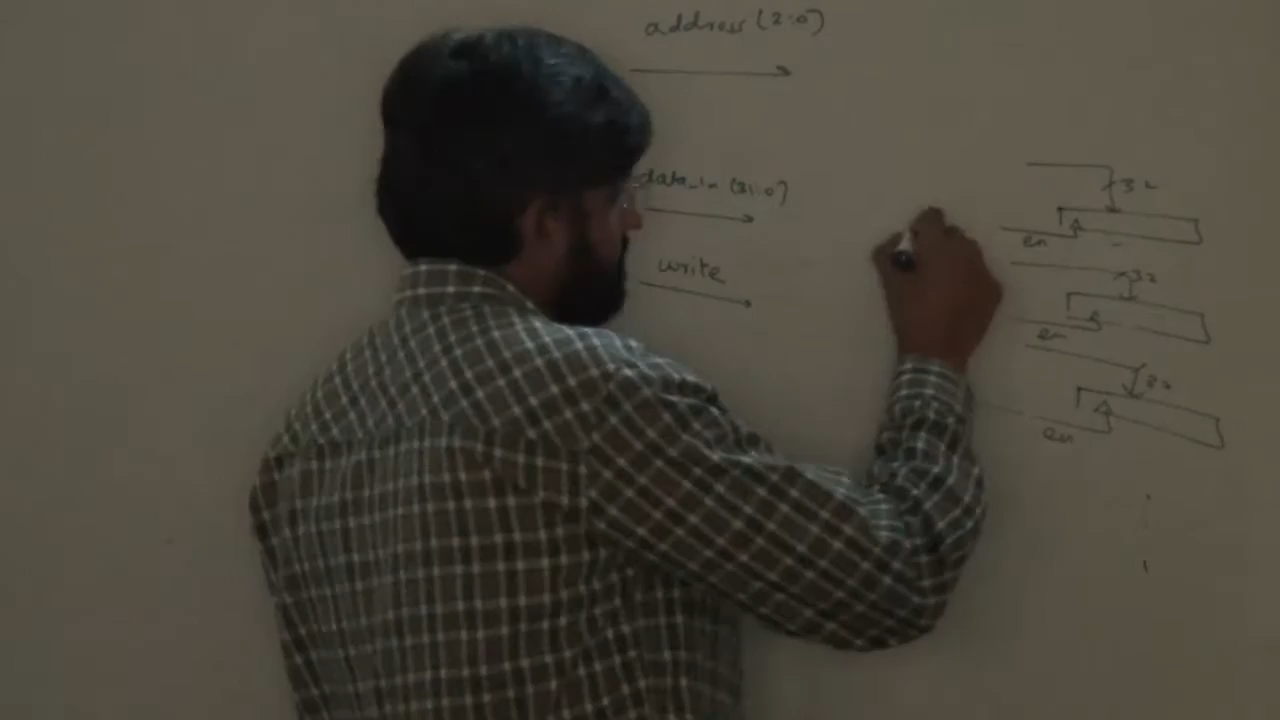 address (2:0)
data_in (31:0)
write
32
en
32
en
32
en